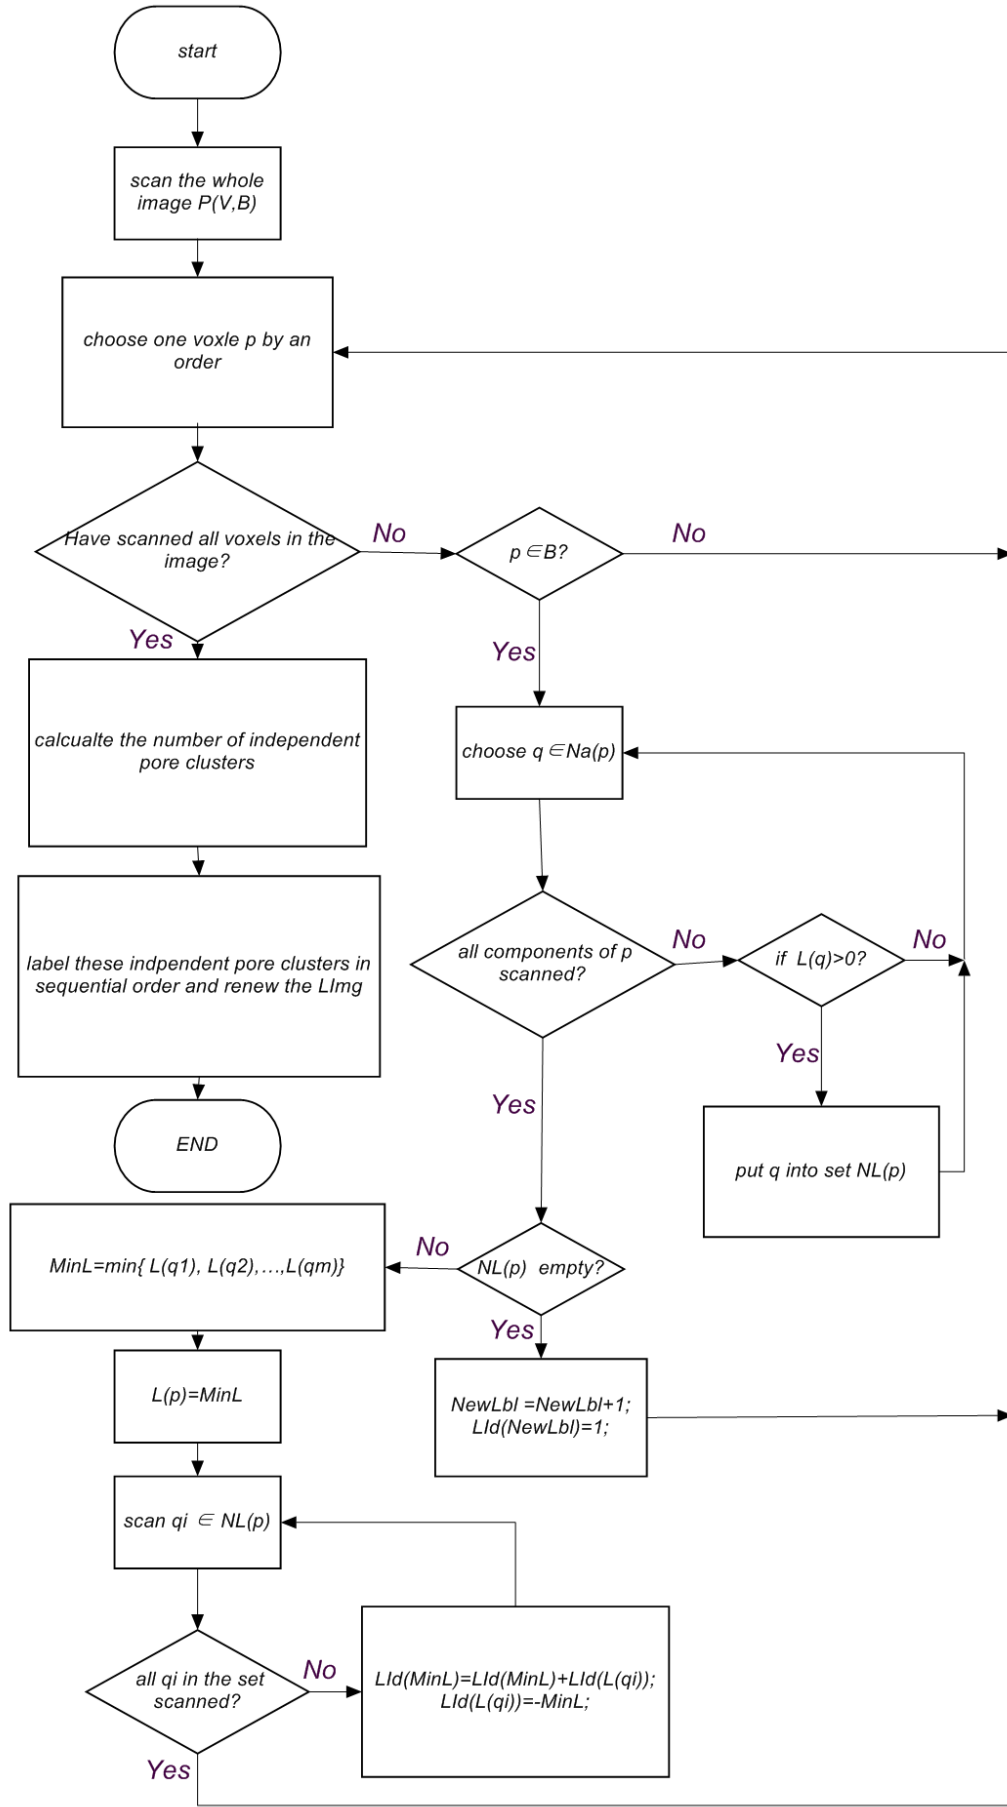 start
scan the whole
image P(V,B)
choose one voxle p by an
order
Have scanned all voxels in the
image?
No
p∈B?
No
Yes
Yes
calcualte the number of independent
pore clusters
choose q∈Na(p)
label these indpendent pore clusters in
sequential order and renew the LImg
all components of p
scanned?
No
if L(q)>0?
No
Yes
Yes
put q into set NL(p)
END
MinL=min{ L(q1), L(q2),...,L(qm)}
No
NL(p) empty?
Yes
L(p)=MinL
NewLbl =NewLbl+1;
LId(NewLbl)=1;
scan qi ∈ NL(p)
all qi in the set
scanned?
No
LId(MinL)=LId(MinL)+LId(L(qi));
LId(L(qi))=-MinL;
Yes